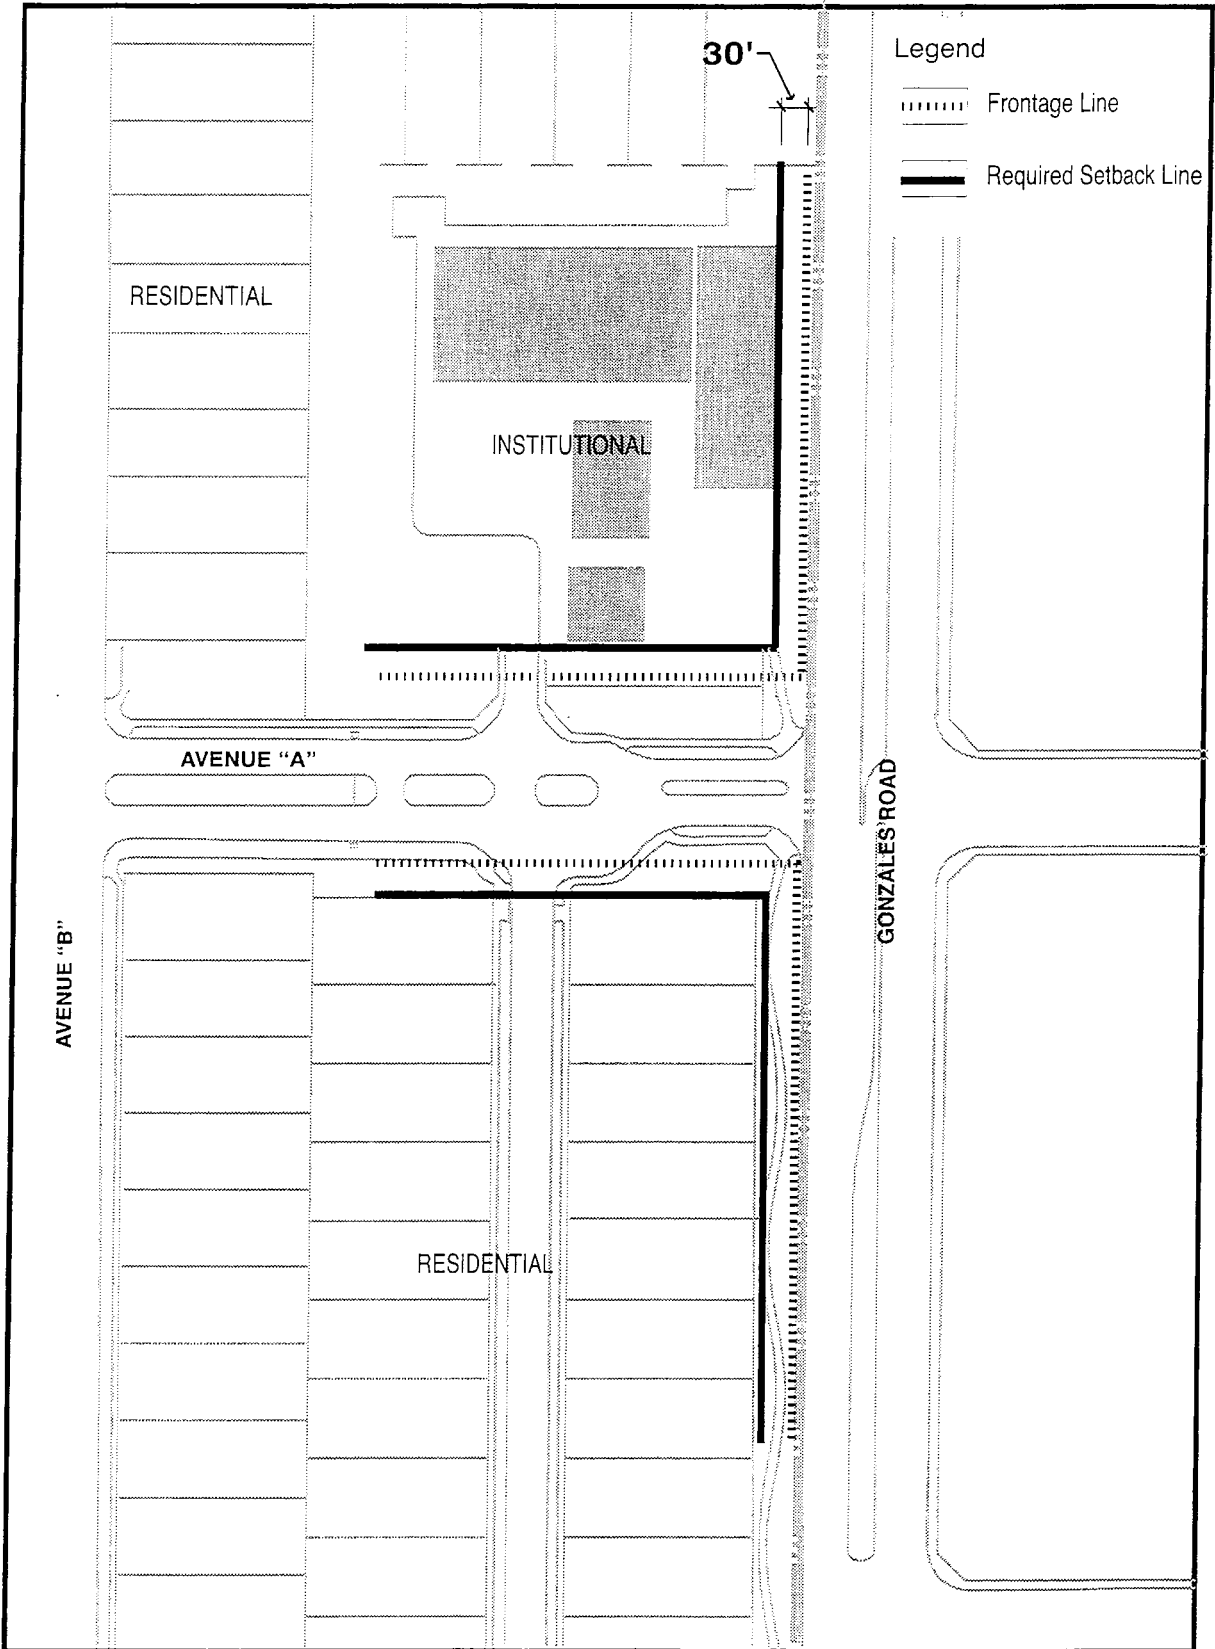 30'
Legend
Frontage Line
Required Setback Line
RESIDENTIAL
INSTITUTIONAL
AVENUE "A"
GONZALES ROAD
AVENUE "B"
RESIDENTIAL